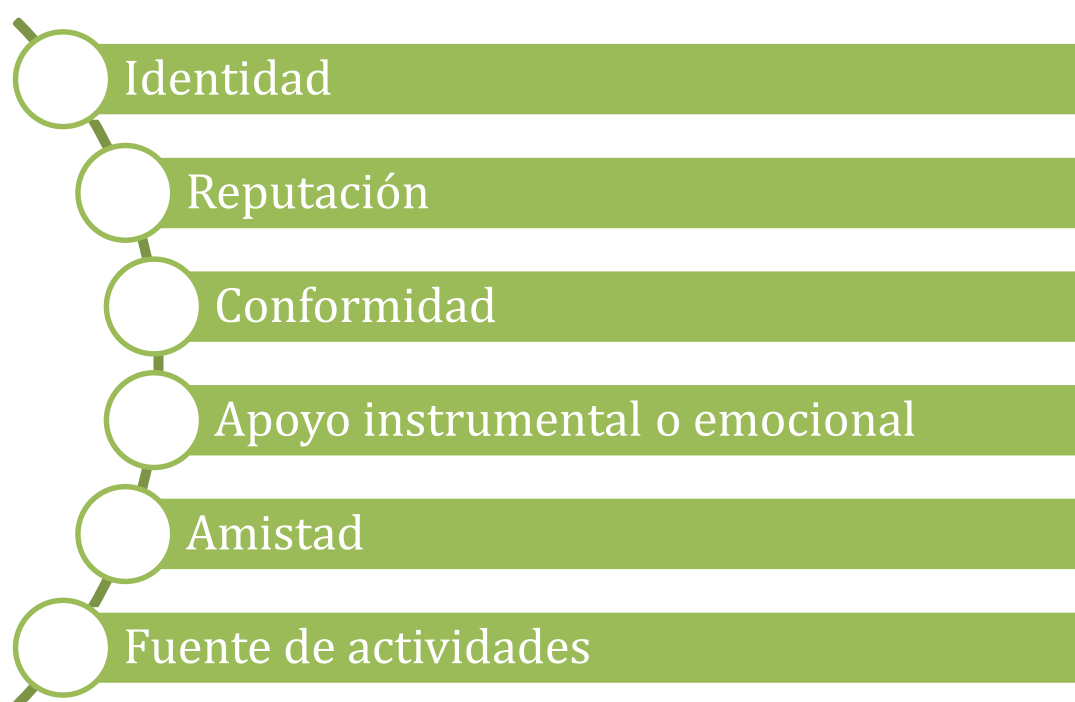 Identidad
Reputación
Conformidad
Apoyo instrumental o emocional
Amistad
Fuente de actividades